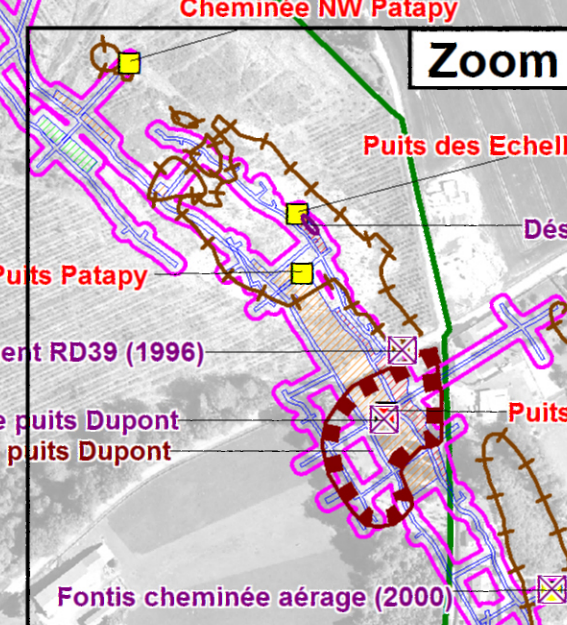 Cheminée NW Patapy
Zoom
Puits des Echell
Dés
Puits Patapy
ent RD39 (1996)
e puits Dupont
Puits
puits Dupont
Fontis cheminée aérage (2000)